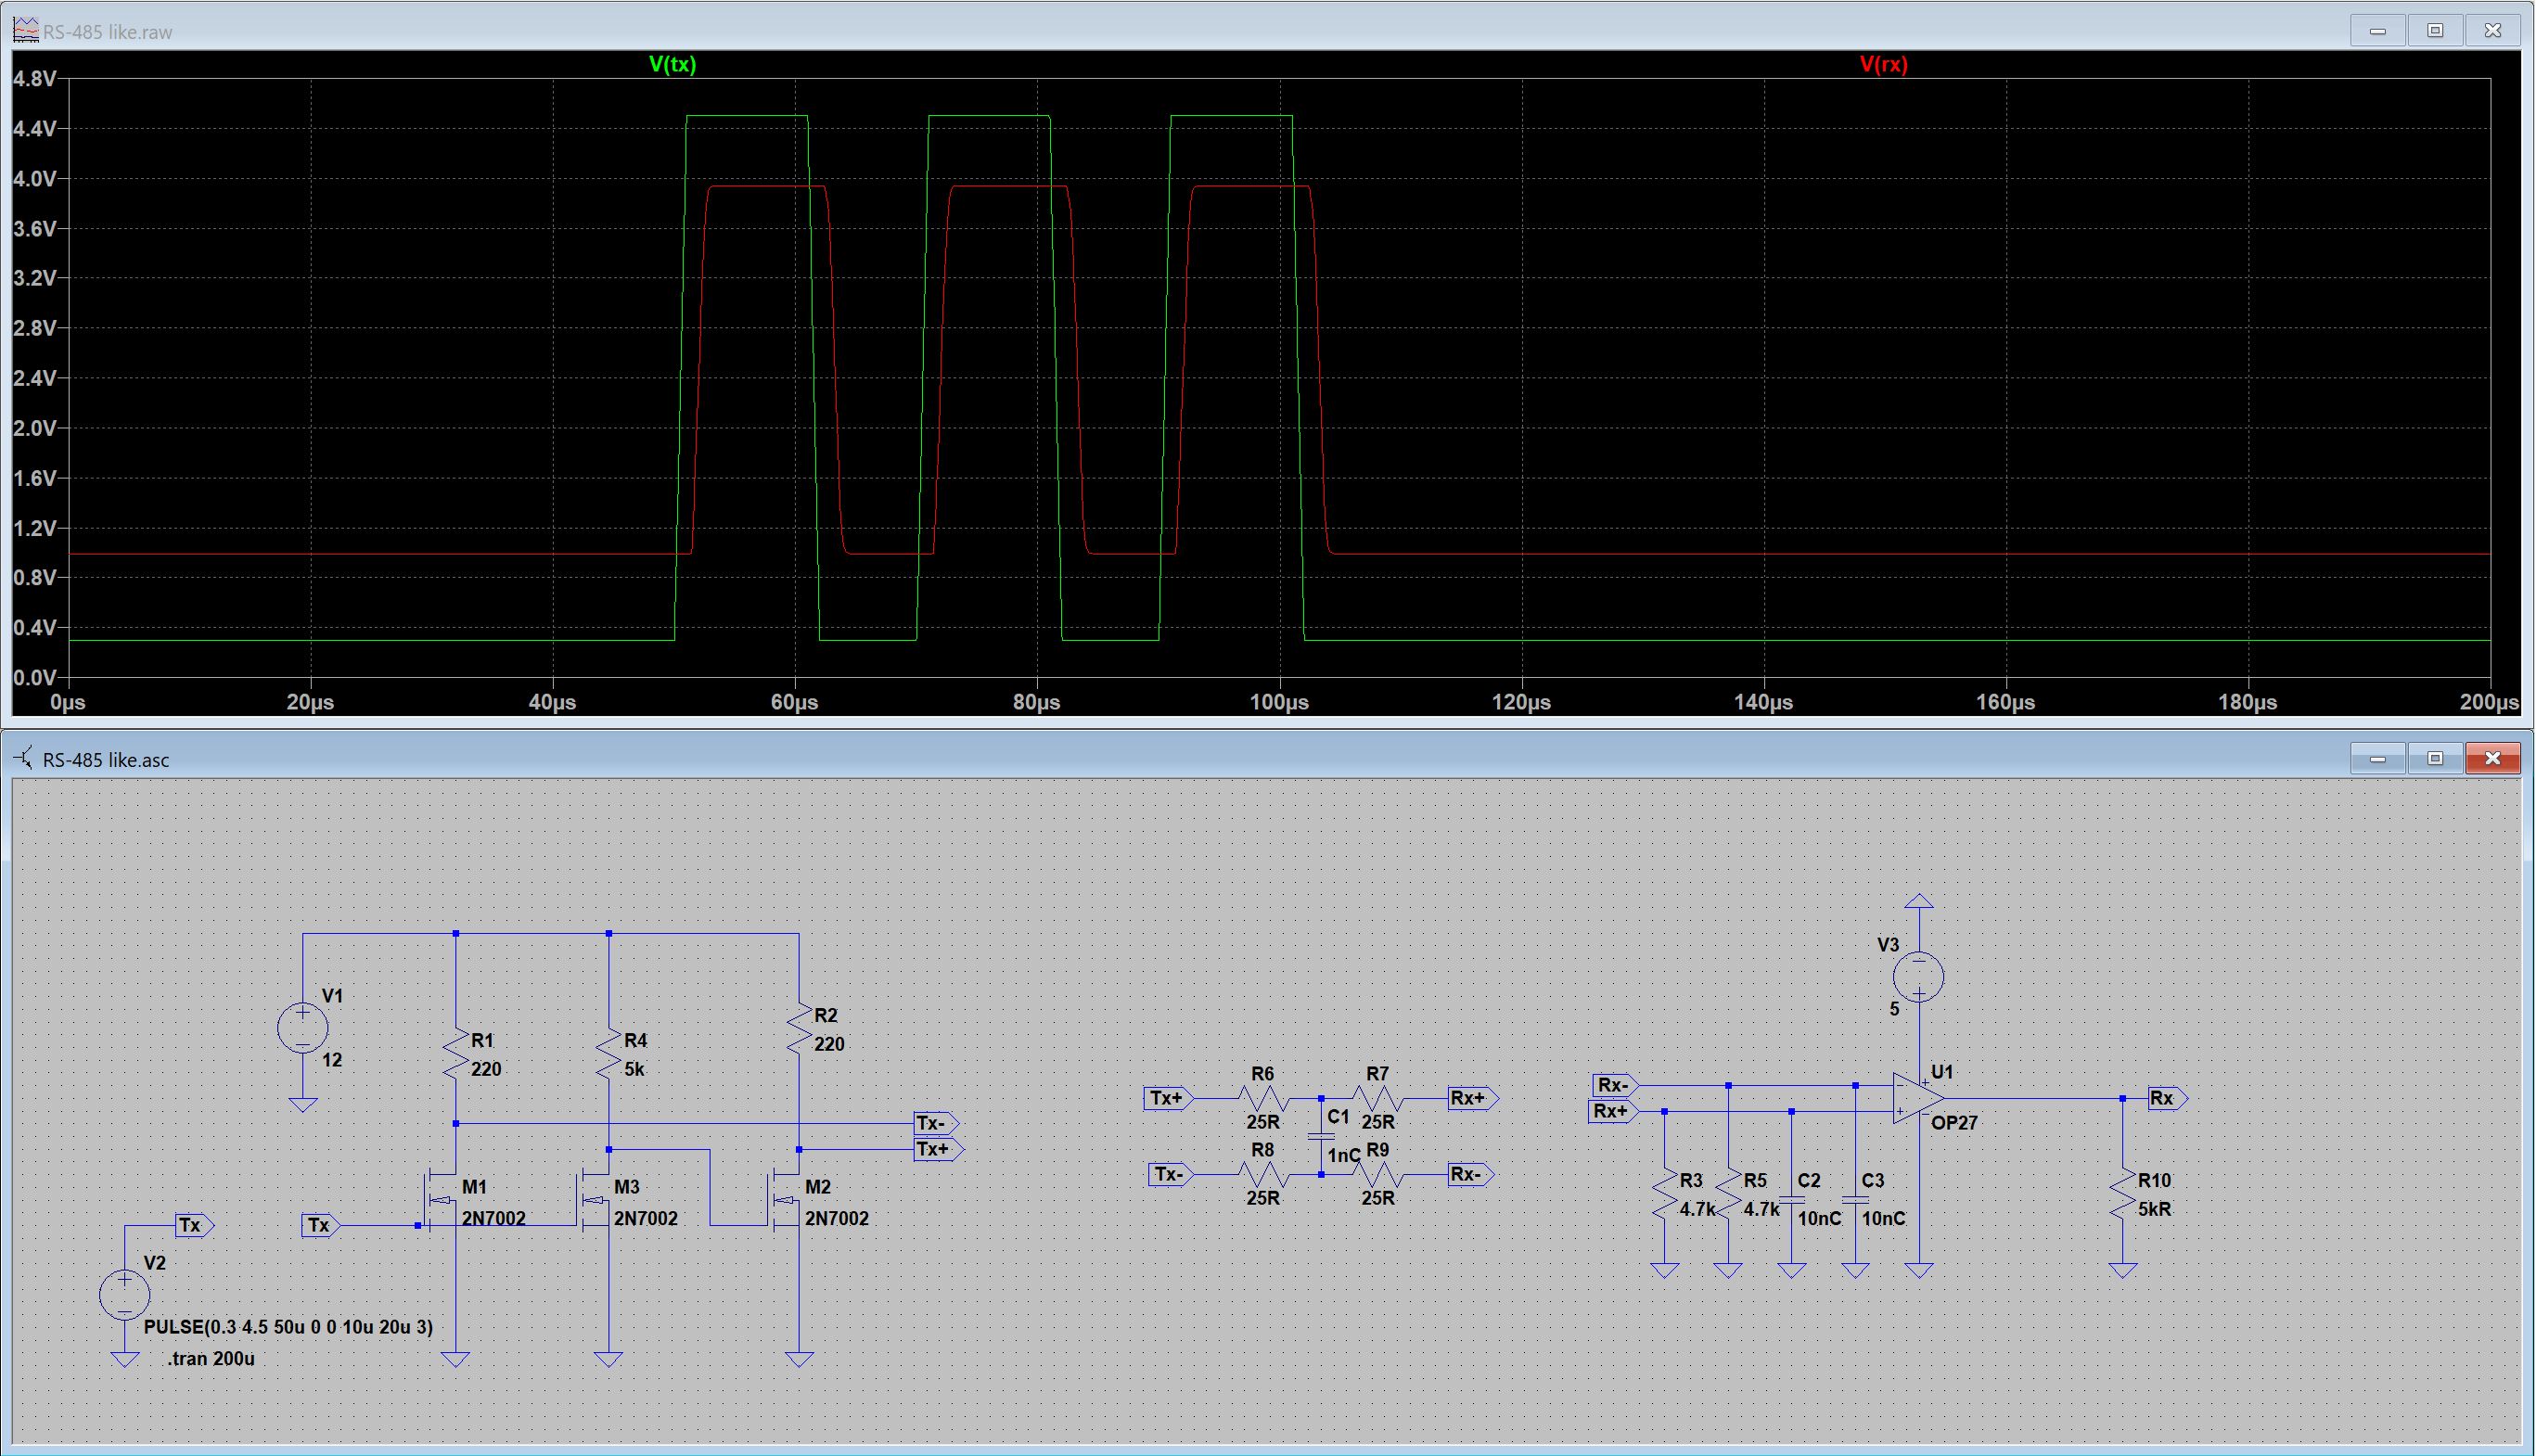 RS-485 like.raw
V(tx)
V(rx)
4.8V
4.4V
4.0V
3.6V
3.2V
2.8V
2.4V
2.0V
1.6V
1.2V
0.8V
0.4V
0.0V
0µs 20µs 40µs 60µs 80µs 100µs 120µs 140µs 160µs 180µs 200µs
RS-485 like.asc
V1
12
R1
220
R4
5k
R2
220
Tx-
Tx+
M1
2N7002
M3
2N7002
M2
2N7002
Tx
Tx
V2
PULSE(0.3 4.5 50u 0 0 10u 20u 3)
.tran 200u
Tx+
R6
25R
R7
25R
Rx+
C1
1nC
Tx-
R8
25R
R9
25R
Rx-
V3
5
Rx-
Rx+
U1
OP27
Rx
R3
4.7k
R5
4.7k
C2
10nC
C3
10nC
R10
5kR